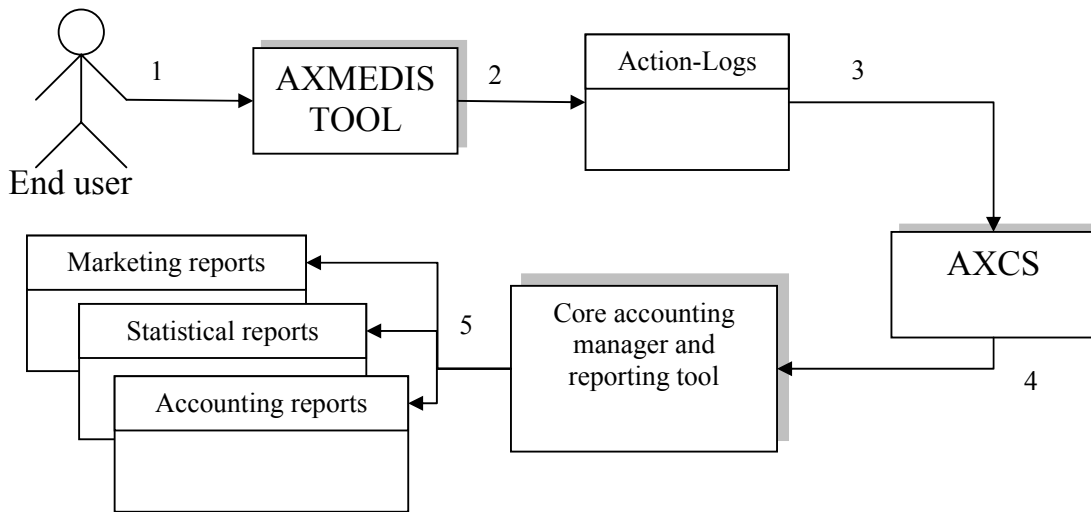 1
AXMEDIS
TOOL
2
Action-Logs
3
End user
AXCS
4
Core accounting
manager and
reporting tool
5
Marketing reports
Statistical reports
Accounting reports